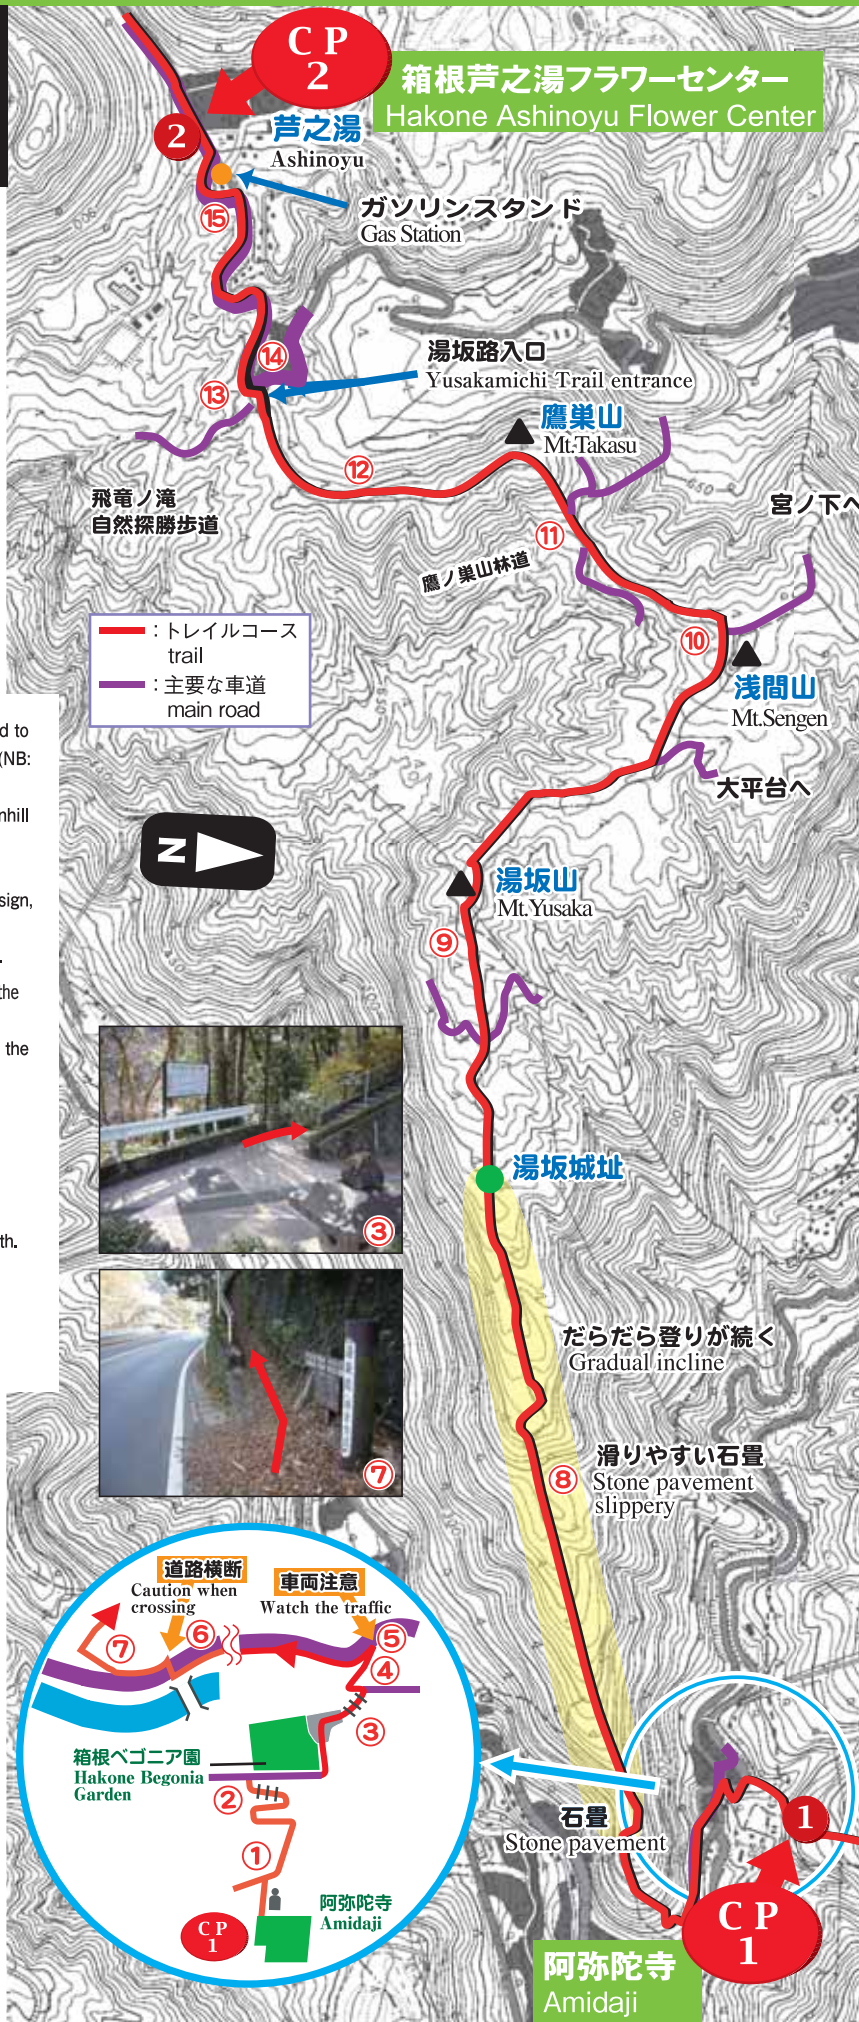 CP
2
箱根芦之湯フラワーセンター
Hakone Ashinoyu Flower Center
2
芦之湯
Ashinoyu
ガソリンスタンド
Gas Station
⑮
⑭
湯坂路入口
Yusakamichi Trail entrance
⑬
鷹巣山
Mt.Takasu
⑫
飛竜ノ滝
自然探勝歩道
宮ノ下へ
⑪
鷹ノ巣山林道
650
: トレイルコース
trail
: 主要な車道
main road
⑩
浅間山
Mt.Sengen
大平台へ
d to
(NB:
nhill
sign,
.
the
the
th.
N
湯坂山
Mt.Yusaka
⑨
③
湯坂城址
⑦
だらだら登りが続く
Gradual incline
滑りやすい石畳
Stone pavement
slippery
⑧
道路横断
Caution when
crossing
車両注意
Watch the traffic
⑦
⑥
⑤
④
③
箱根ベゴニア園
Hakone Begonia
Garden
②
①
阿弥陀寺
Amidaji
CP
1
石畳
Stone pavement
1
CP
1
阿弥陀寺
Amidaji